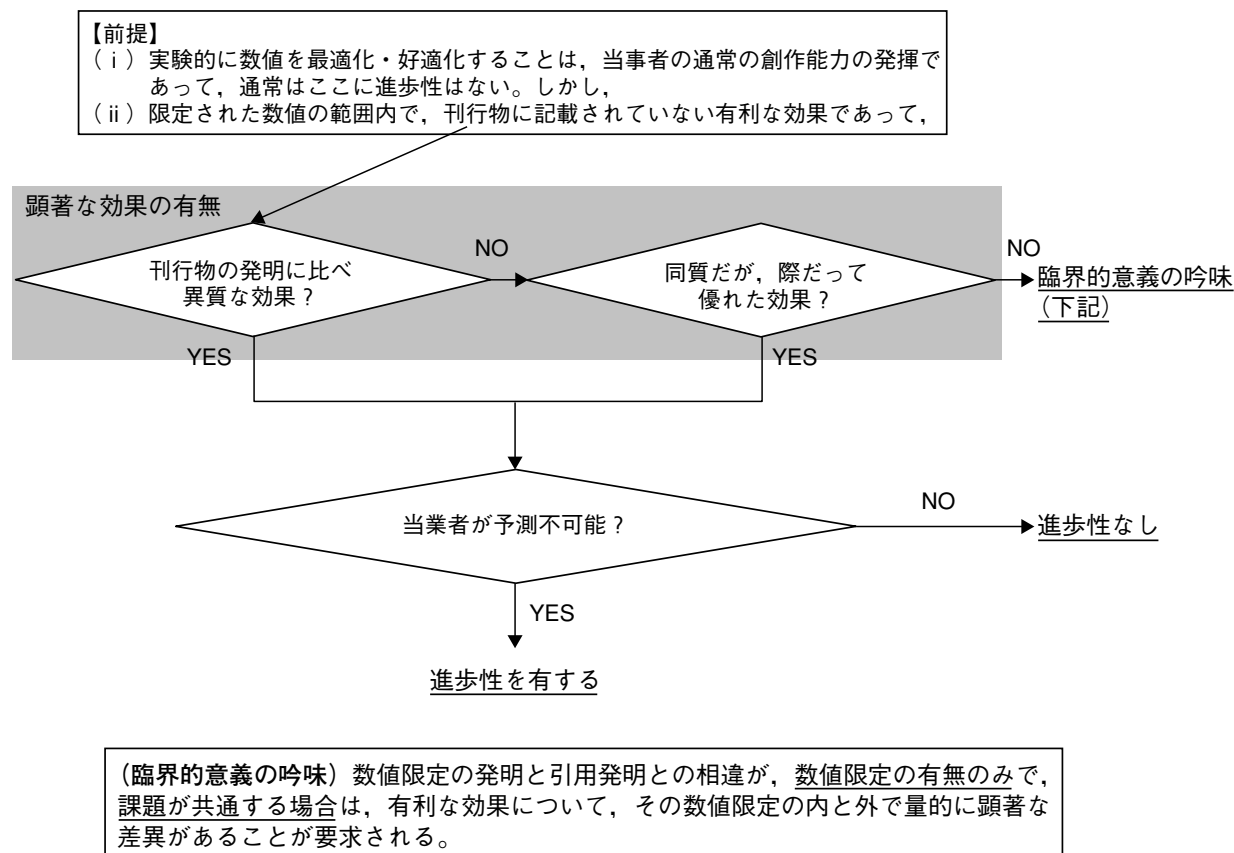 【前提】
（ⅰ）実験的に数値を最適化・好適化することは，当事者の通常の創作能力の発揮で
あって，通常はここに進歩性はない。しかし，
（ⅱ）限定された数値の範囲内で，刊行物に記載されていない有利な効果であって，
顕著な効果の有無
刊行物の発明に比べ
異質な効果？
NO
同質だが，際だって
優れた効果？
NO
臨界的意義の吟味
（下記）
YES
YES
当業者が予測不可能？
NO
進歩性なし
YES
進歩性を有する
（臨界的意義の吟味）数値限定の発明と引用発明との相違が，数値限定の有無のみで，
課題が共通する場合は，有利な効果について，その数値限定の内と外で量的に顕著な
差異があることが要求される。